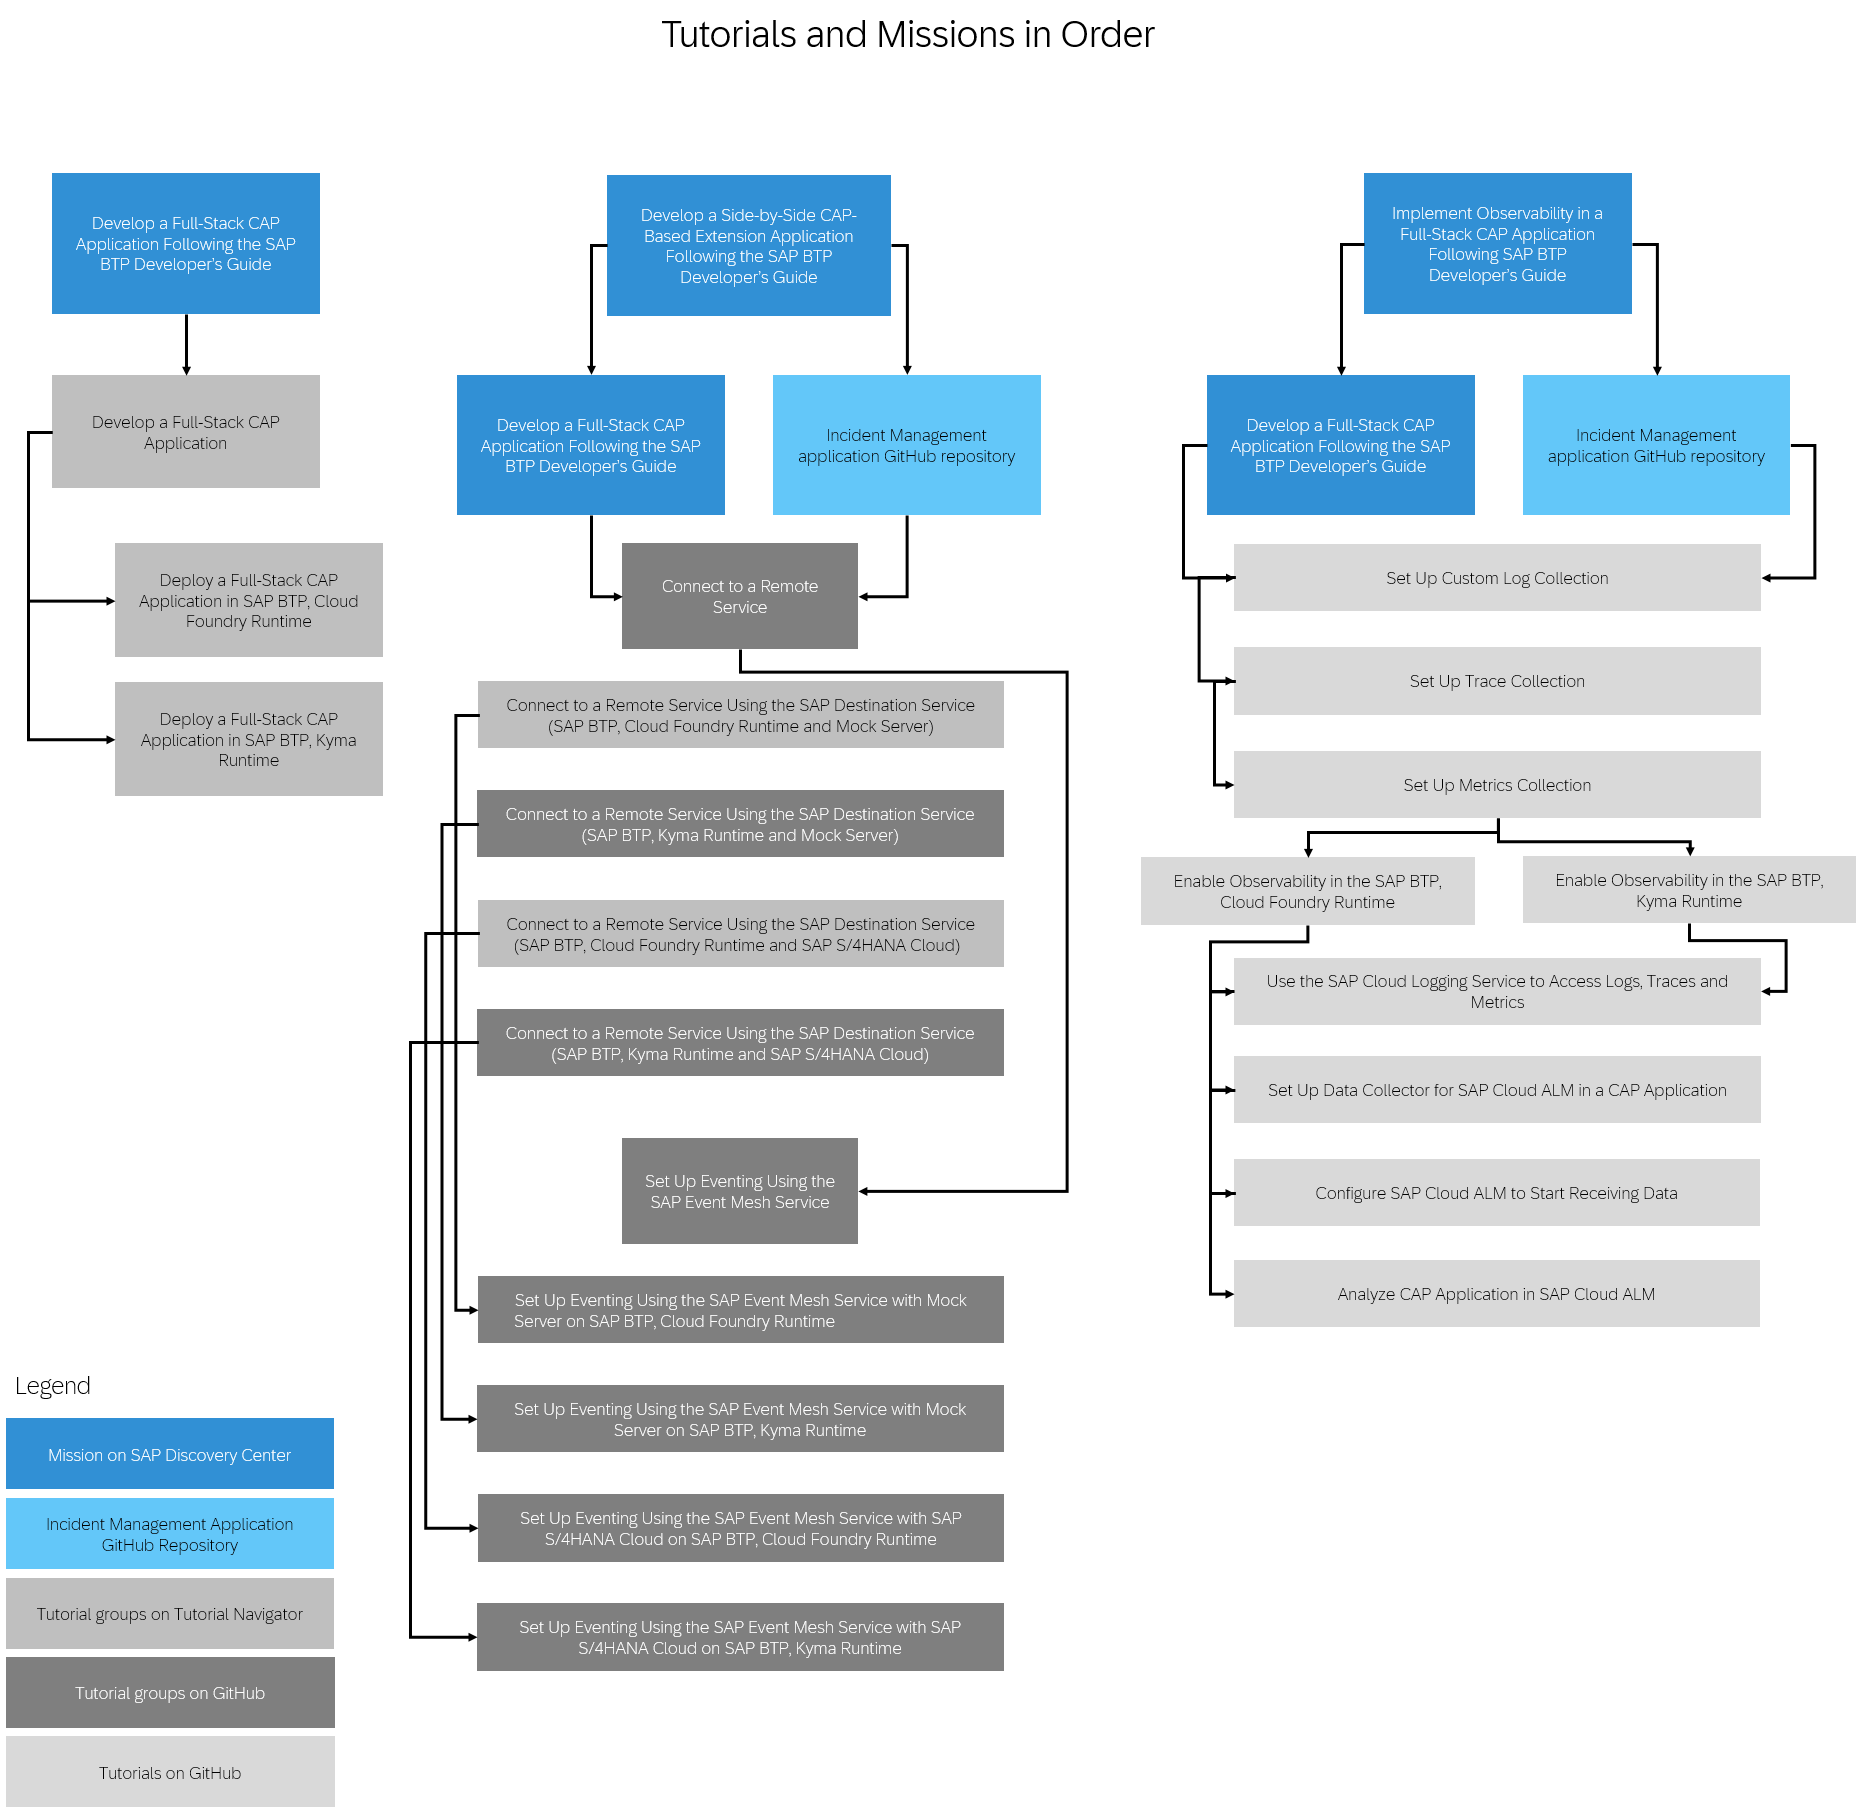 Tutorials and Missions in Order
Develop a Full-Stack CAP
Application Following the SAP
BTP Developer's Guide
Develop a Full-Stack CAP
Application
Deploy a Full-Stack CAP
Application in SAP BTP, Cloud
Foundry Runtime
Deploy a Full-Stack CAP
Application in SAP BTP, Kyma
Runtime
Develop a Side-by-Side CAP-
Based Extension Application
Following the SAP BTP
Developer's Guide
Develop a Full-Stack CAP
Application Following the SAP
BTP Developer's Guide
Incident Management
application GitHub repository
Connect to a Remote
Service
Connect to a Remote Service Using the SAP Destination Service
(SAP BTP, Cloud Foundry Runtime and Mock Server)
Connect to a Remote Service Using the SAP Destination Service
(SAP BTP, Kyma Runtime and Mock Server)
Connect to a Remote Service Using the SAP Destination Service
(SAP BTP, Cloud Foundry Runtime and SAP S/4HANA Cloud)
Connect to a Remote Service Using the SAP Destination Service
(SAP BTP, Kyma Runtime and SAP S/4HANA Cloud)
Set Up Eventing Using the
SAP Event Mesh Service
Set Up Eventing Using the SAP Event Mesh Service with Mock
Server on SAP BTP, Cloud Foundry Runtime
Set Up Eventing Using the SAP Event Mesh Service with Mock
Server on SAP BTP, Kyma Runtime
Set Up Eventing Using the SAP Event Mesh Service with SAP
S/4HANA Cloud on SAP BTP, Cloud Foundry Runtime
Set Up Eventing Using the SAP Event Mesh Service with SAP
S/4HANA Cloud on SAP BTP, Kyma Runtime
Implement Observability in a
Full-Stack CAP Application
Following SAP BTP
Developer's Guide
Develop a Full-Stack CAP
Application Following the SAP
BTP Developer's Guide
Incident Management
application GitHub repository
Set Up Custom Log Collection
Set Up Trace Collection
Set Up Metrics Collection
Enable Observability in the SAP BTP,
Cloud Foundry Runtime
Enable Observability in the SAP BTP,
Kyma Runtime
Use the SAP Cloud Logging Service to Access Logs, Traces and
Metrics
Set Up Data Collector for SAP Cloud ALM in a CAP Application
Configure SAP Cloud ALM to Start Receiving Data
Analyze CAP Application in SAP Cloud ALM
Legend
Mission on SAP Discovery Center
Incident Management Application
GitHub Repository
Tutorial groups on Tutorial Navigator
Tutorial groups on GitHub
Tutorials on GitHub